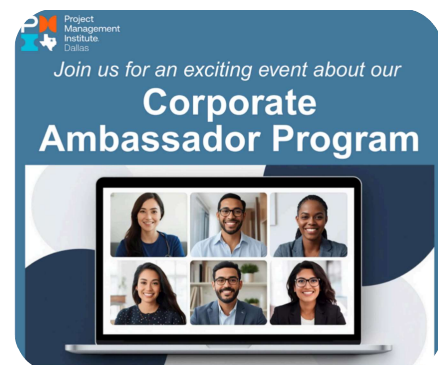 Project
Management
Institute.
Dallas
Join us for an exciting event about our
Corporate
Ambassador Program